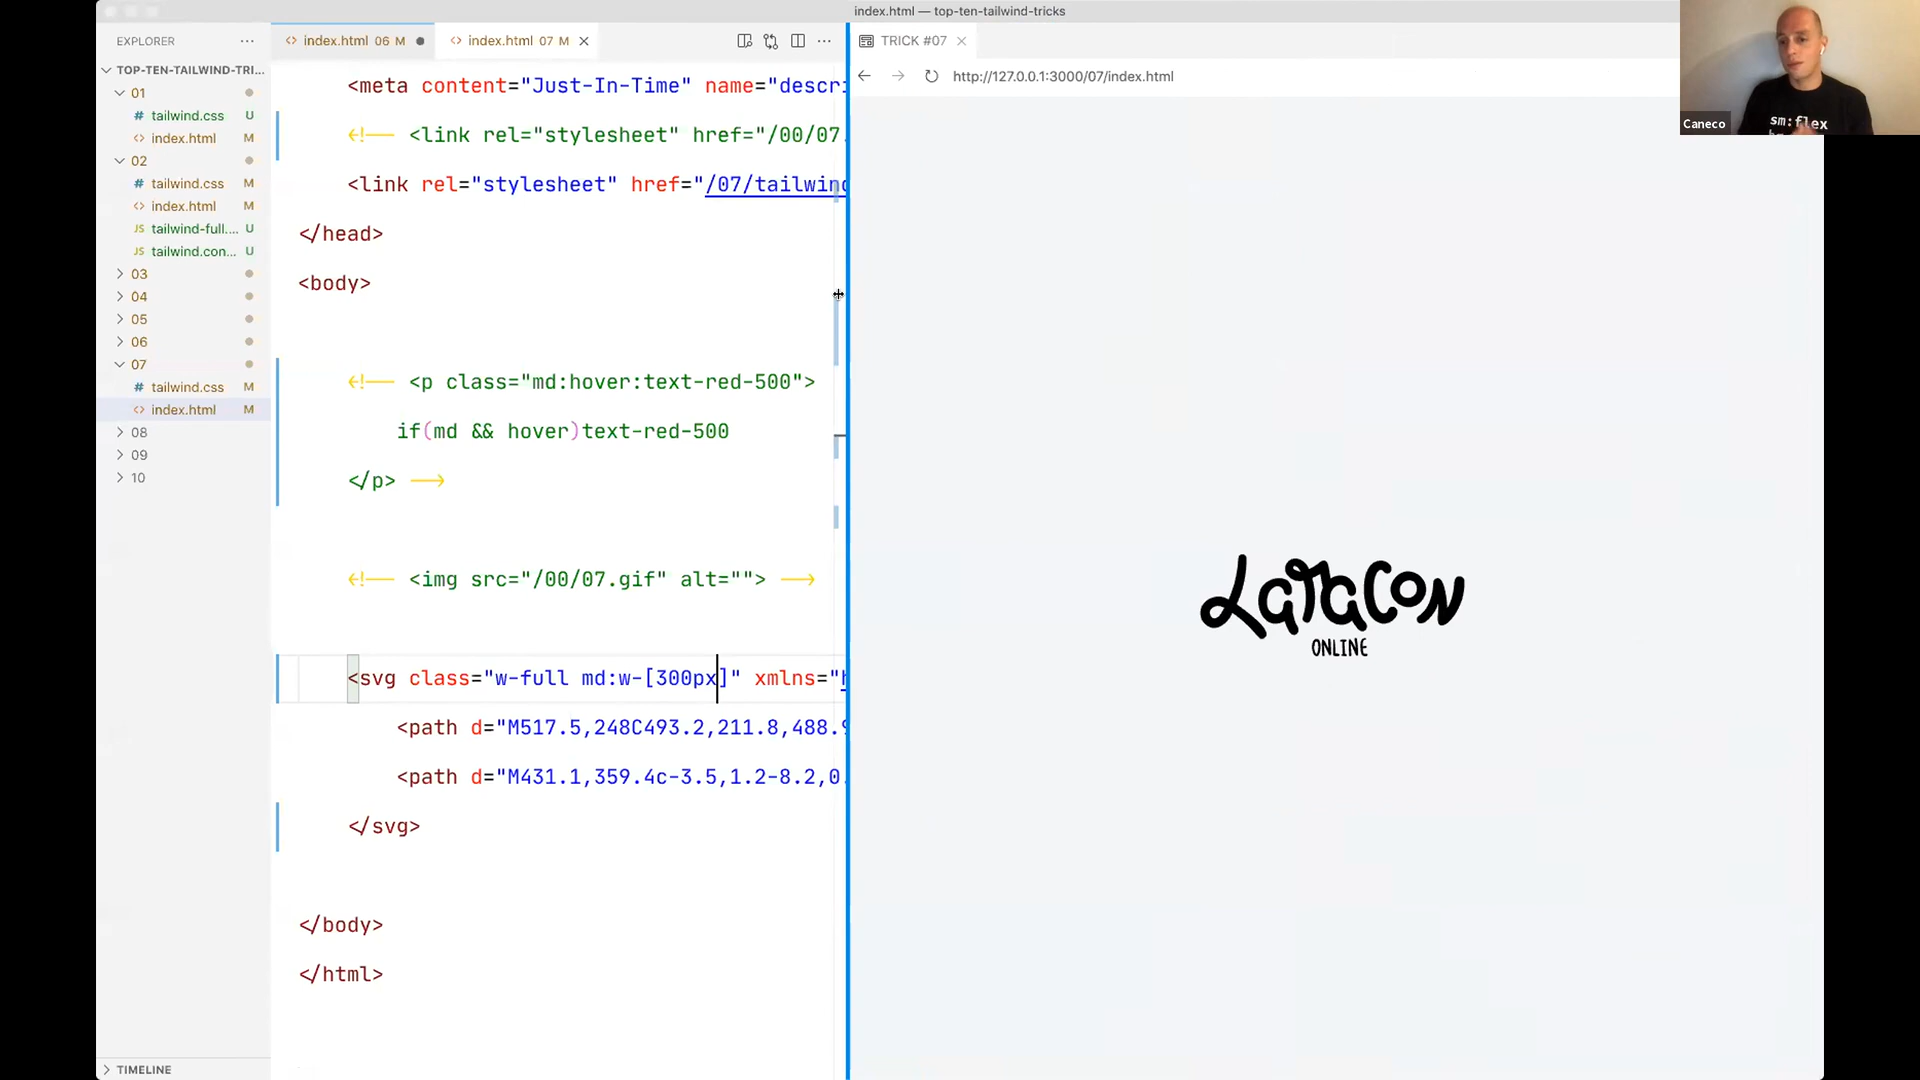 index.html — top-ten-tailwind-tricks
EXPLORER
TOP-TEN-TAILWIND-TRI...
01
# tailwind.css U
<> index.html M
02
# tailwind.css M
<> index.html M
JS tailwind-full.... U
JS tailwind.con... U
03
04
05
06
07
# tailwind.css M
<> index.html M
08
09
10
TIMELINE
<> index.html 06 M
<> index.html 07 M
<meta content="Just-In-Time" name="descri
<!-- <link rel="stylesheet" href="/00/07.
<link rel="stylesheet" href="/07/tailwind
</head>
<body>
<!-- <p class="md:hover:text-red-500">
if(md && hover)text-red-500
</p> -->
<!-- <img src="/00/07.gif" alt=""> -->
<svg class="w-full md:w-[300px]" xmlns="h
<path d="M517.5,248C493.2,211.8,488.9
<path d="M431.1,359.4c-3.5,1.2-8.2,0.
</svg>
</body>
</html>
TRICK #07
http://127.0.0.1:3000/07/index.html
Laracon
ONLINE
sm:flex
Caneco